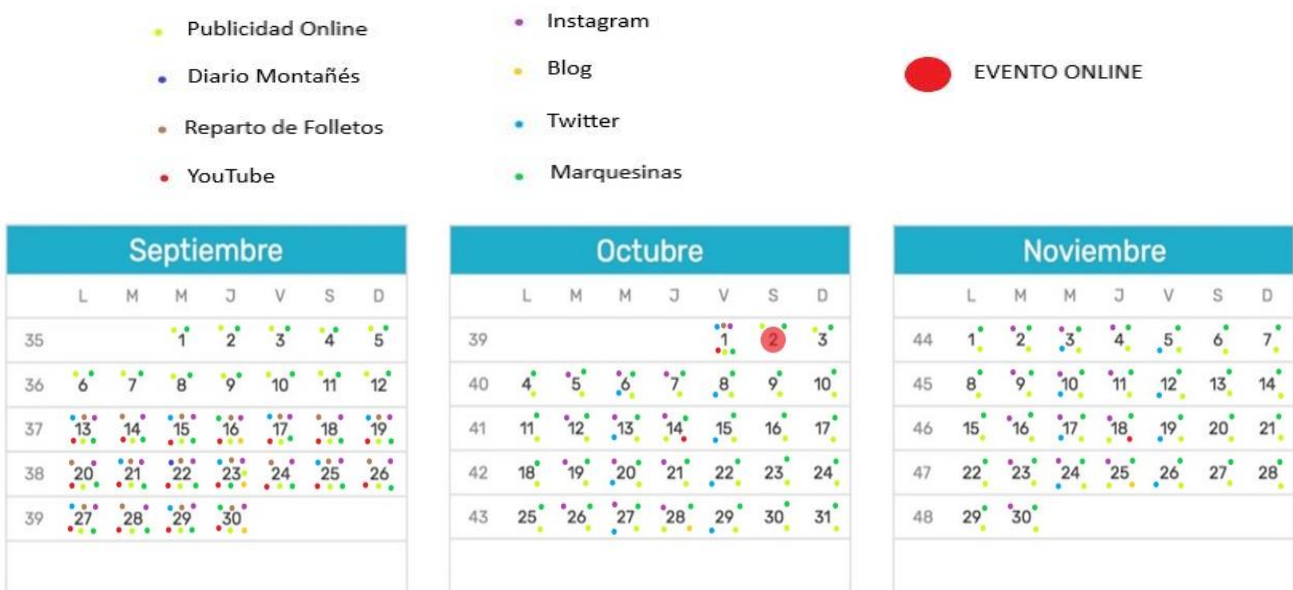 Publicidad Online
Diario Montañés
Reparto de Folletos
YouTube
Instagram
Blog
Twitter
Marquesinas
EVENTO ONLINE
Septiembre
L M M J V S D
35 1 2 3 4 5
36 6 7 8 9 10 11 12
37 13 14 15 16 17 18 19
38 20 21 22 23 24 25 26
39 27 28 29 30
Octubre
L M M J V S D
39 1 2 3
40 4 5 6 7 8 9 10
41 11 12 13 14 15 16 17
42 18 19 20 21 22 23 24
43 25 26 27 28 29 30 31
Noviembre
L M M J V S D
44 1 2 3 4 5 6 7
45 8 9 10 11 12 13 14
46 15 16 17 18 19 20 21
47 22 23 24 25 26 27 28
48 29 30